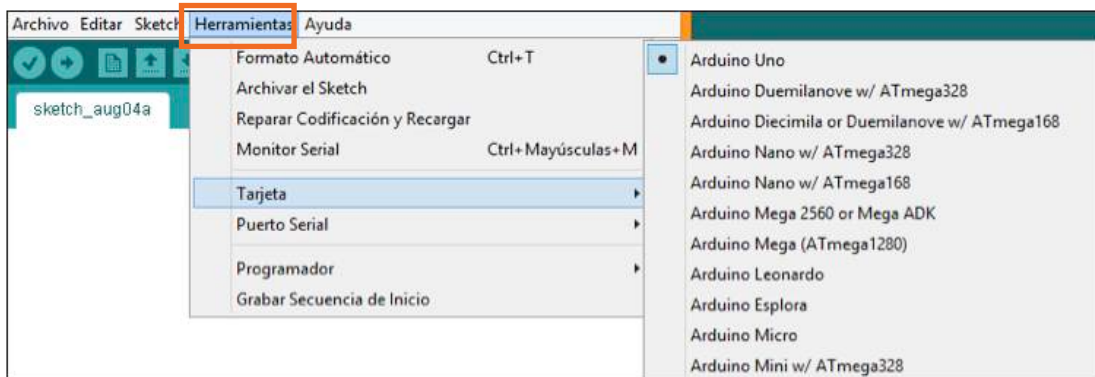 Archivo Editar Sketch Herramientas Ayuda
sketch_aug04a
Formato Automático Ctrl+T
Archivar el Sketch
Reparar Codificación y Recargar
Monitor Serial Ctrl+Mayúsculas+M
Tarjeta
Puerto Serial
Programador
Grabar Secuencia de Inicio
Arduino Uno
Arduino Duemilanove w/ ATmega328
Arduino Diecimila or Duemilanove w/ ATmega168
Arduino Nano w/ ATmega328
Arduino Nano w/ ATmega168
Arduino Mega 2560 or Mega ADK
Arduino Mega (ATmega1280)
Arduino Leonardo
Arduino Esplora
Arduino Micro
Arduino Mini w/ ATmega328